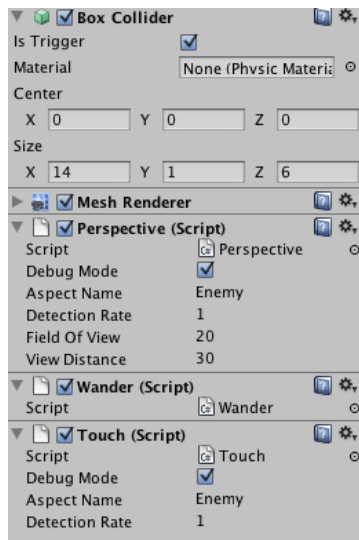 Box Collider
Is Trigger
Material None (Physic Materia
Center
X 0 Y 0 Z 0
Size
X 14 Y 1 Z 6
Mesh Renderer
Perspective (Script)
Script Perspective
Debug Mode
Aspect Name Enemy
Detection Rate 1
Field Of View 20
View Distance 30
Wander (Script)
Script Wander
Touch (Script)
Script Touch
Debug Mode
Aspect Name Enemy
Detection Rate 1